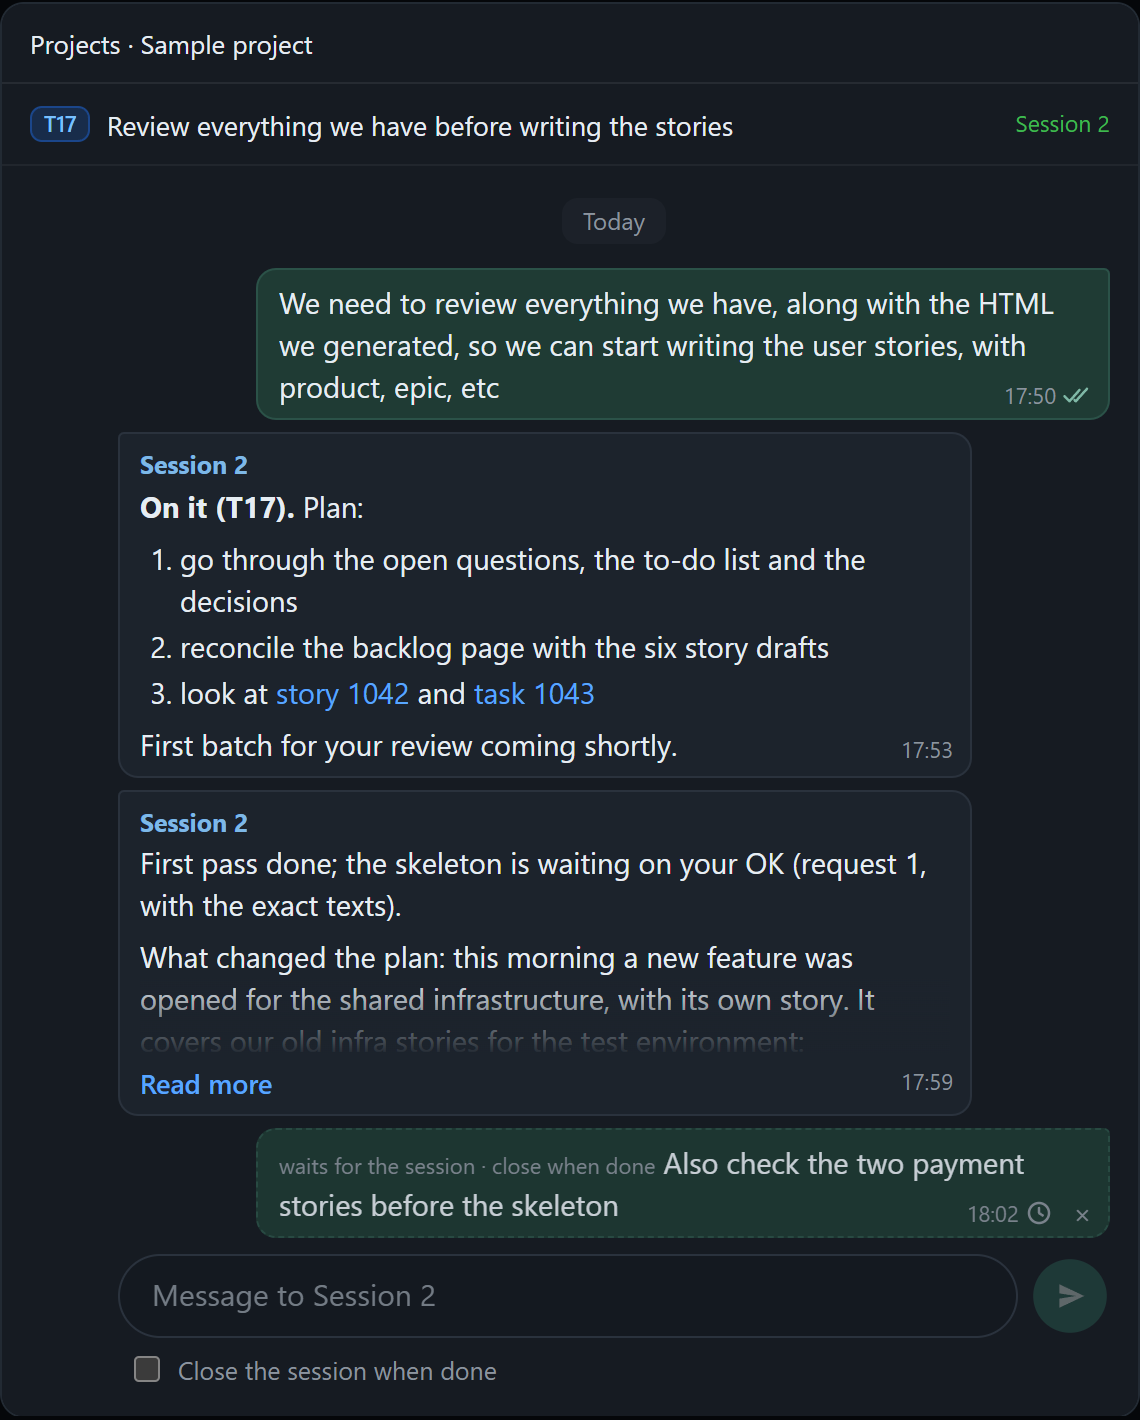 Projects · Sample project
T17 Review everything we have before writing the stories Session 2
Today
We need to review everything we have, along with the HTML
we generated, so we can start writing the user stories, with
product, epic, etc
17:50
Session 2
On it (T17). Plan:
1. go through the open questions, the to-do list and the
decisions
2. reconcile the backlog page with the six story drafts
3. look at story 1042 and task 1043
First batch for your review coming shortly.
17:53
Session 2
First pass done; the skeleton is waiting on your OK (request 1,
with the exact texts).
What changed the plan: this morning a new feature was
opened for the shared infrastructure, with its own story. It
covers our old infra stories for the test environment:
Read more
17:59
waits for the session · close when done Also check the two payment
stories before the skeleton
18:02 ×
Message to Session 2
Close the session when done